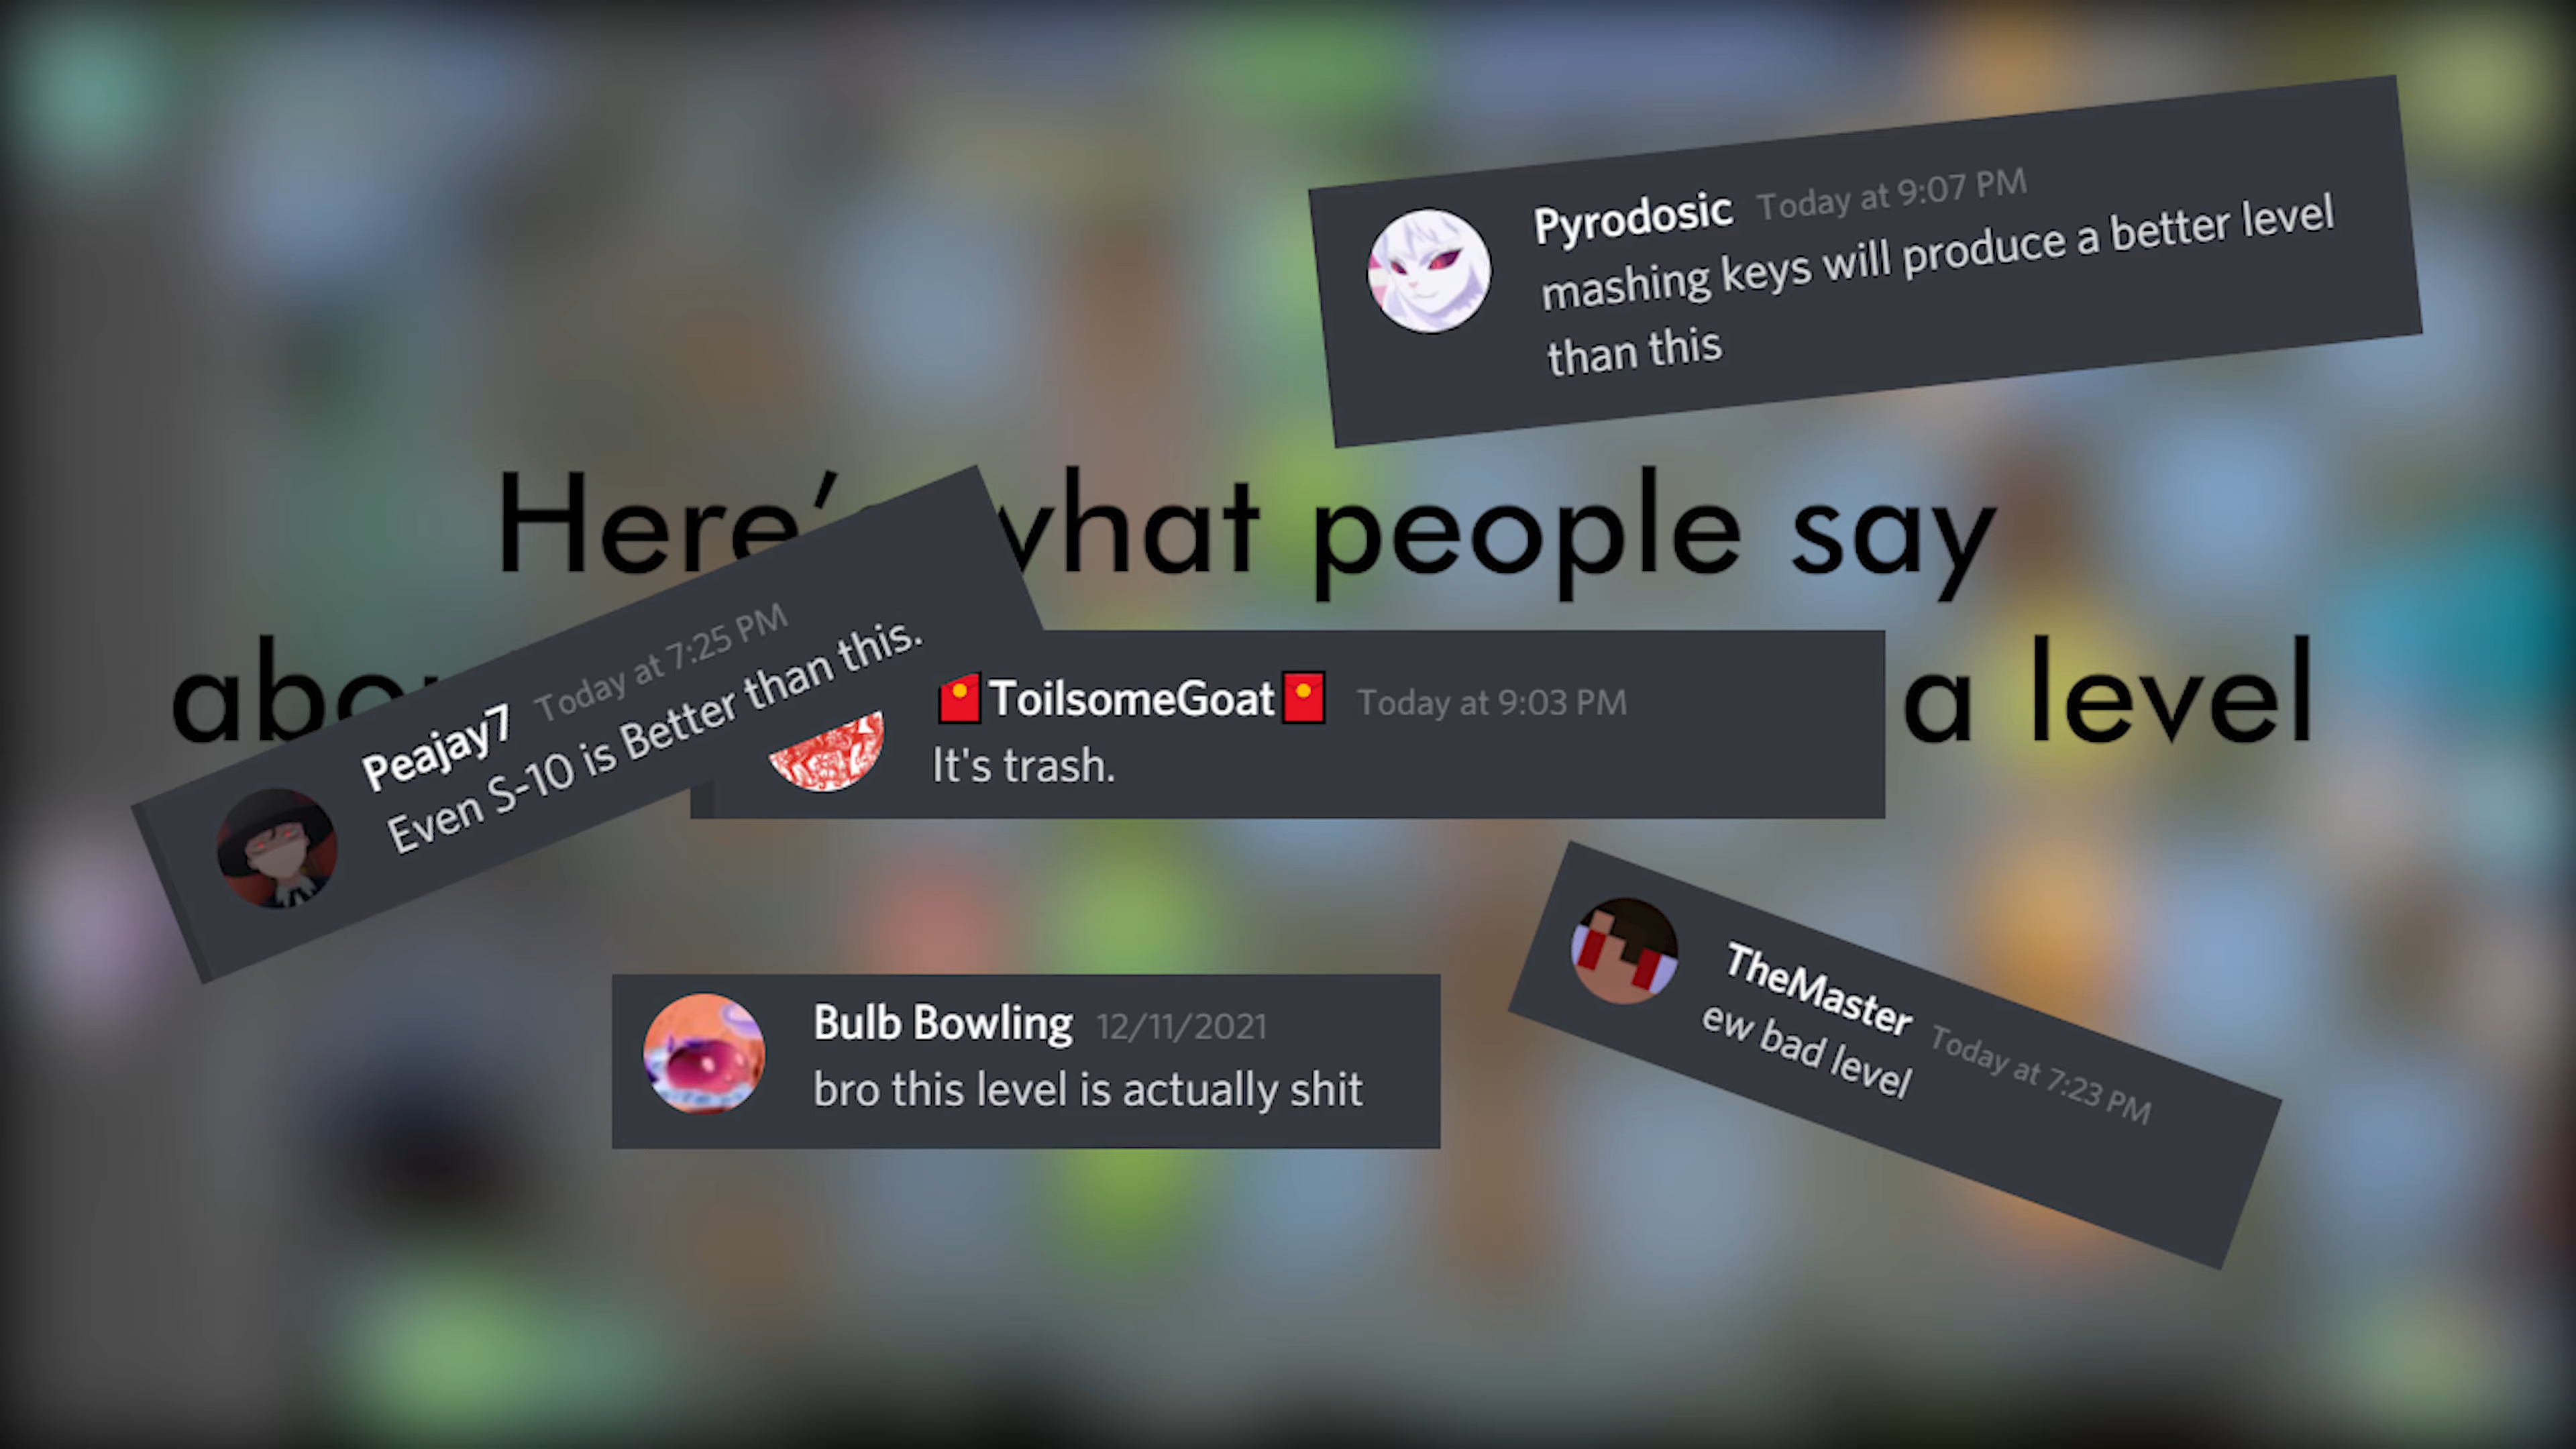 Pyrodosic Today at 9:07 PM
mashing keys will produce a better level
than this
Here's what people say
a level
Peajay7 Today at 7:25 PM
Even S-10 is Better than this.
ToilsomeGoat Today at 9:03 PM
It's trash.
TheMaster Today at 7:23 PM
ew bad level
Bulb Bowling 12/11/2021
bro this level is actually shit